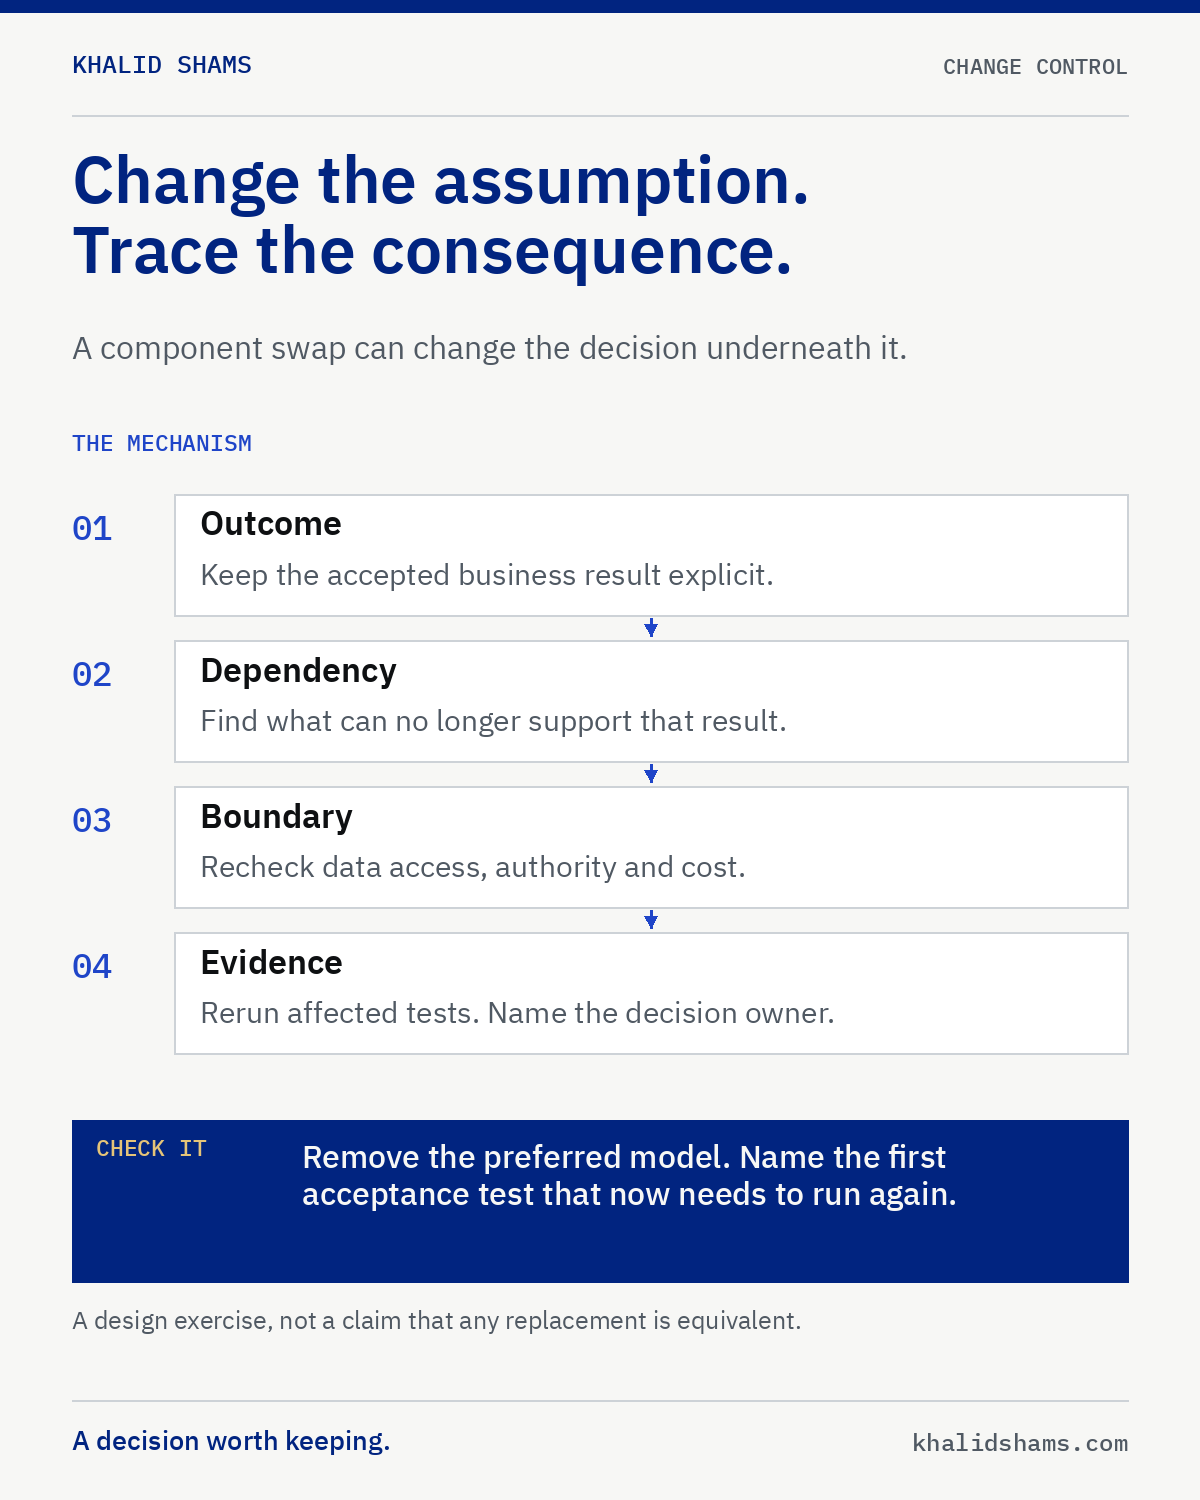 KHALID SHAMS
CHANGE CONTROL
Change the assumption.
Trace the consequence.
A component swap can change the decision underneath it.
THE MECHANISM
01
Outcome
Keep the accepted business result explicit.
02
Dependency
Find what can no longer support that result.
03
Boundary
Recheck data access, authority and cost.
04
Evidence
Rerun affected tests. Name the decision owner.
CHECK IT
Remove the preferred model. Name the first
acceptance test that now needs to run again.
A design exercise, not a claim that any replacement is equivalent.
A decision worth keeping.
khalidshams.com